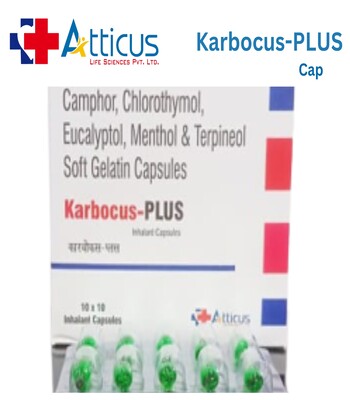 Atticus
LIFE SCIENCES PVT. LTD.
Karbocus-PLUS
Cap
Camphor, Chlorothymol,
Eucalyptol, Menthol & Terpineol
Soft Gelatin Capsules
Karbocus-PLUS
Inhalant Capsules
कारबोकस-प्लस
10 x 10
Inhalant Capsules
Atticus